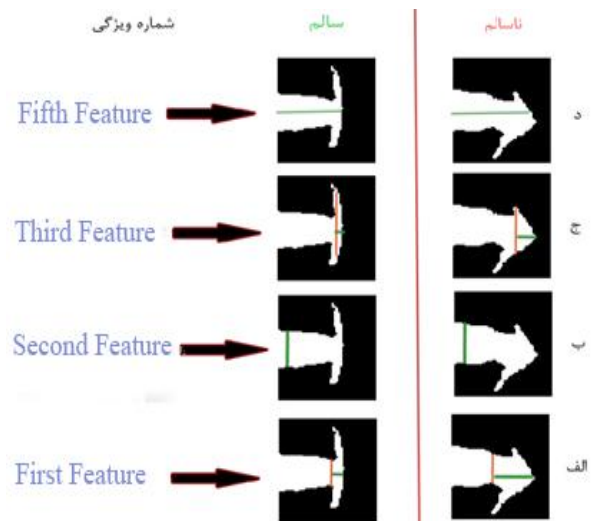 شماره ویژگی سالم ناسالم
Fifth Feature د
Third Feature ج
Second Feature ب
First Feature الف